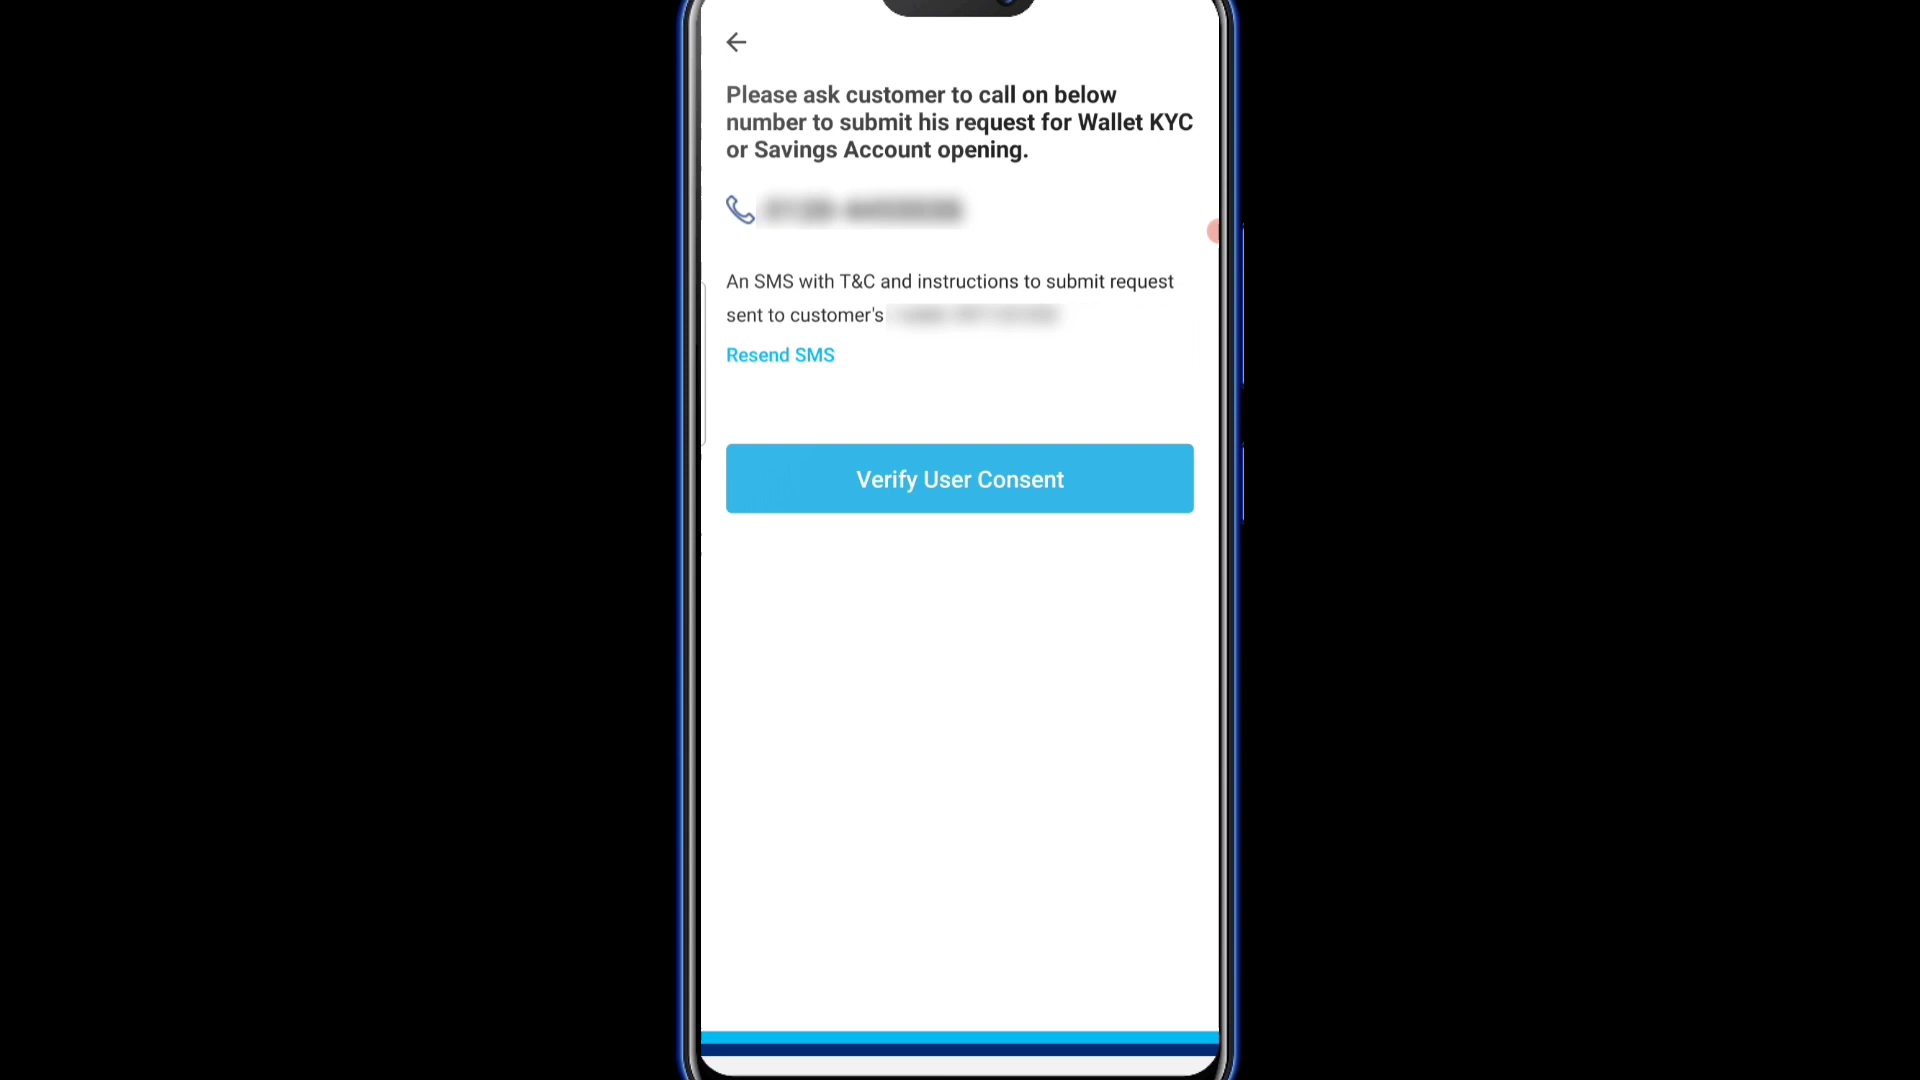 Please ask customer to call on below
number to submit his request for Wallet KYC
or Savings Account opening.
An SMS with T&C and instructions to submit request
sent to customer's
Resend SMS
Verify User Consent